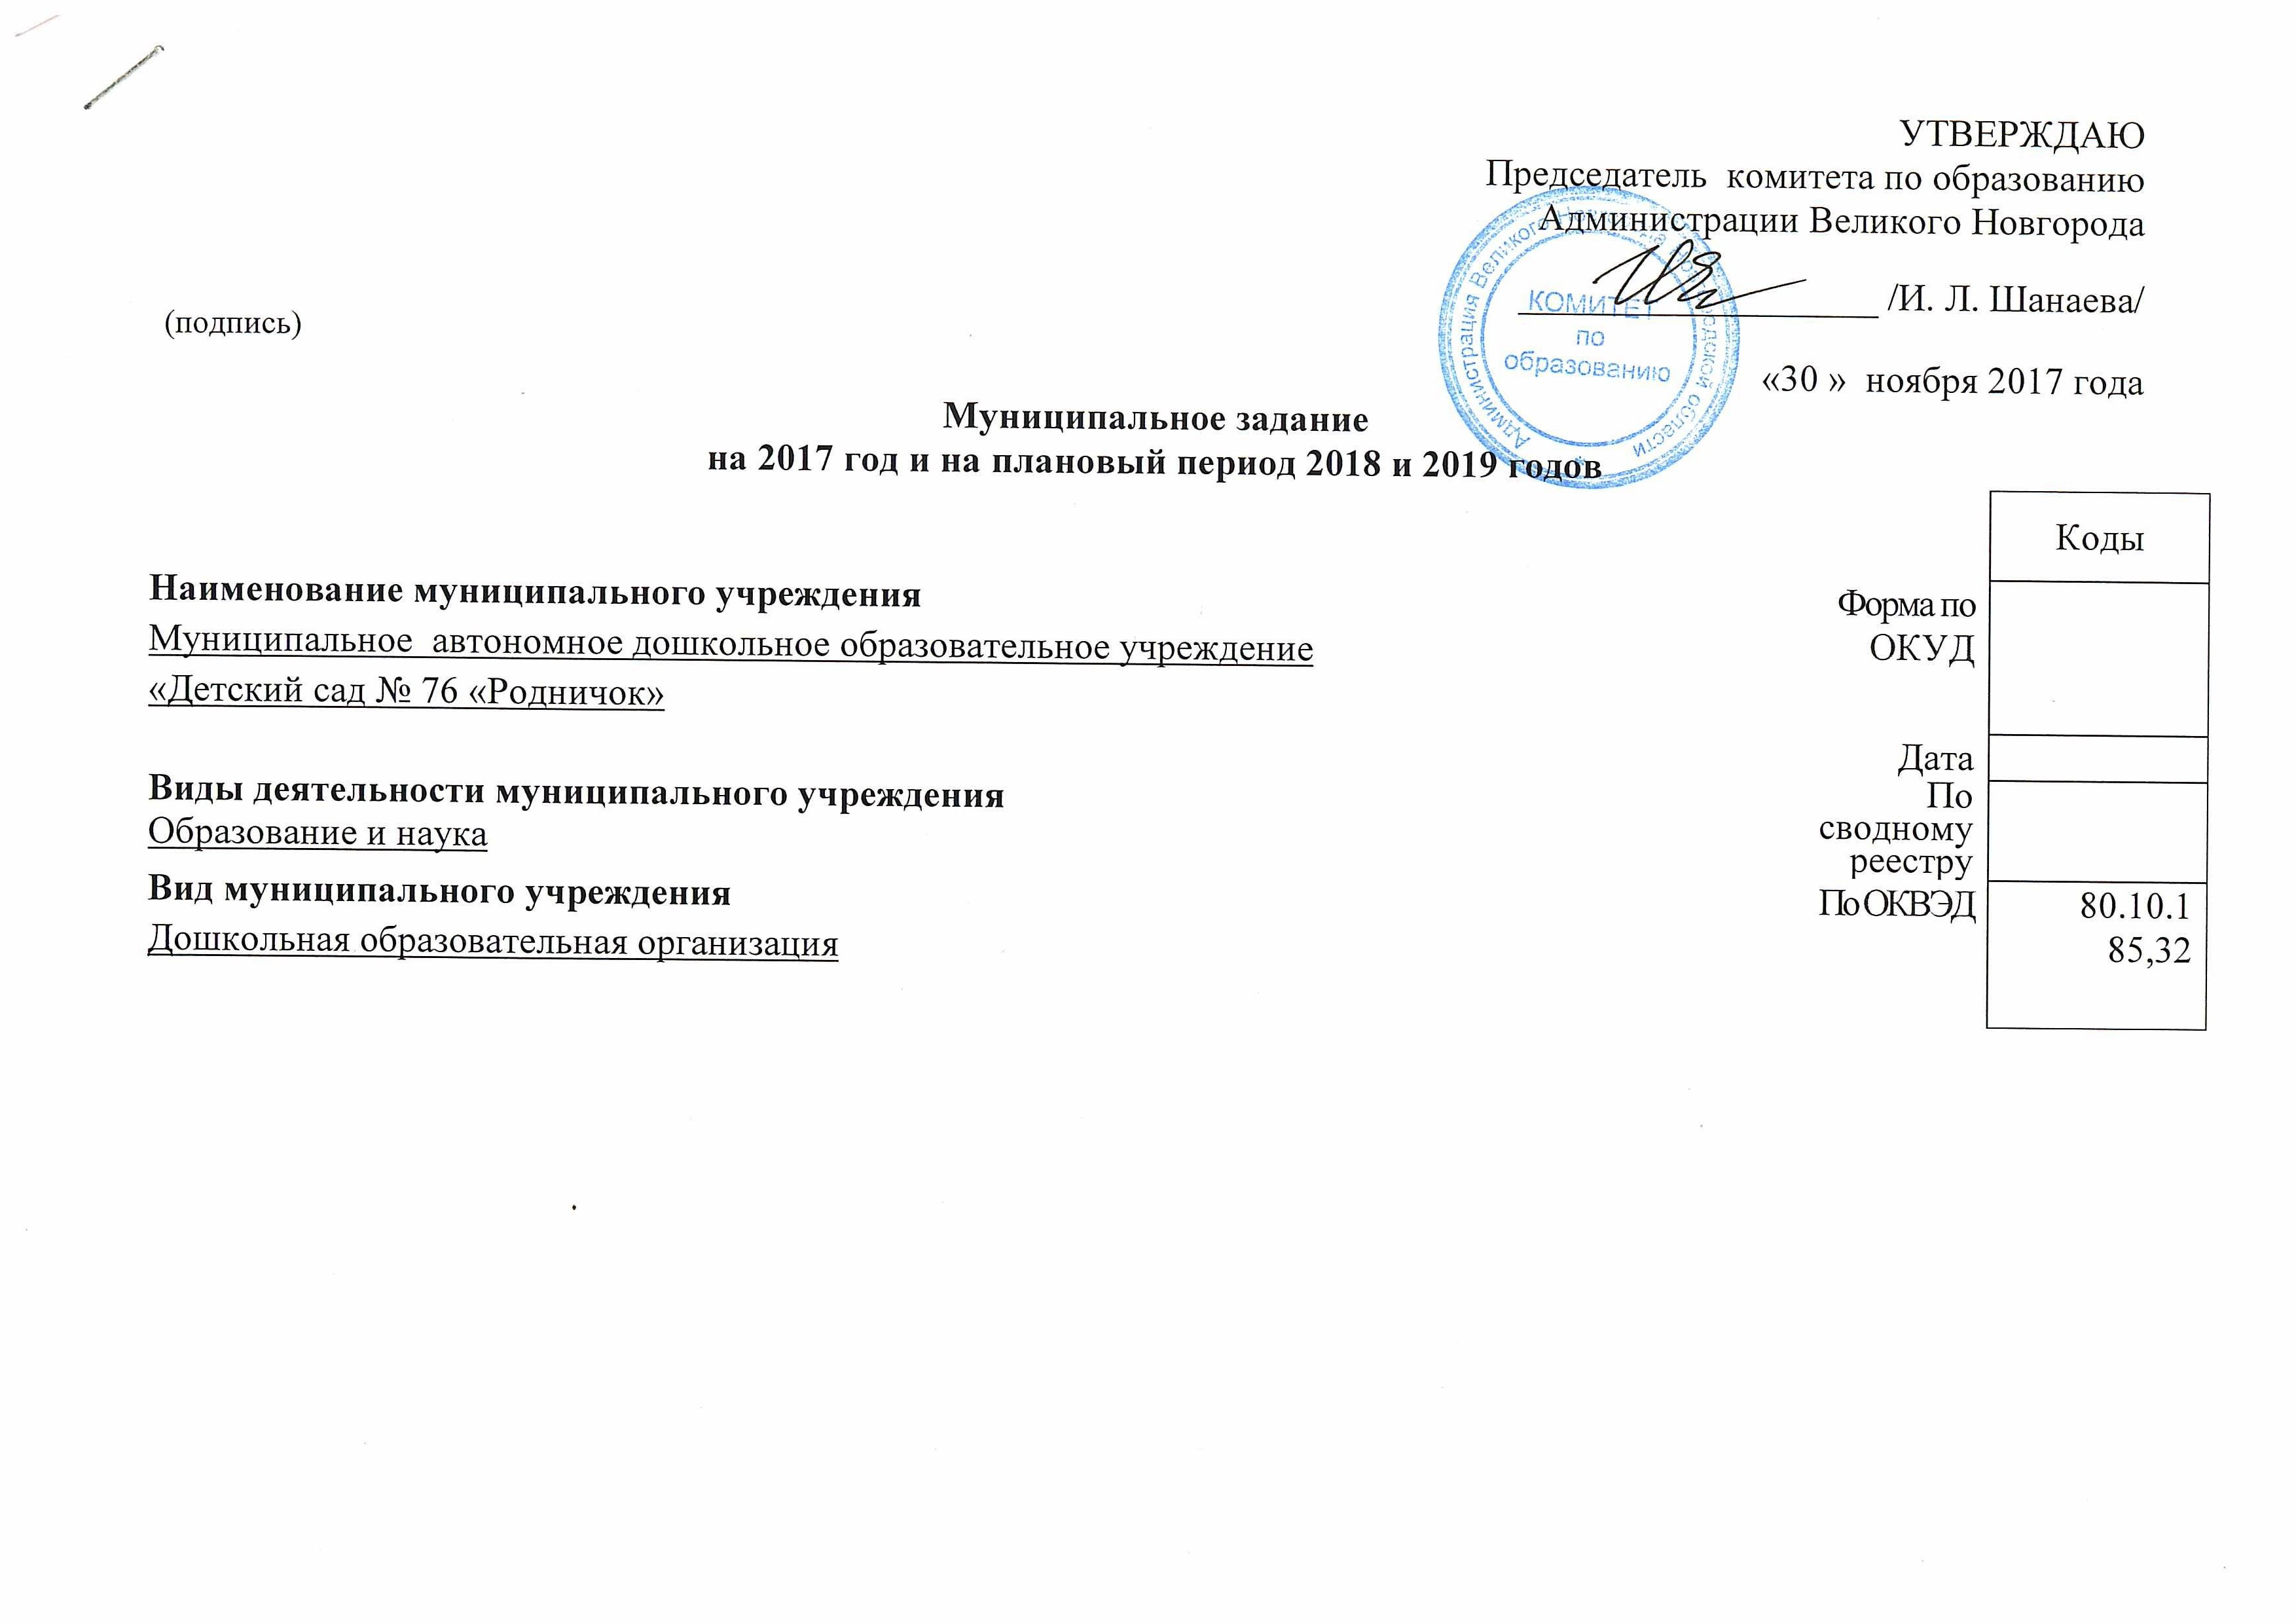 УТВЕРЖДАЮ
Председатель комитета по образованию
Администрации Великого Новгорода
/И. Л. Шанаева/
(подпись)
«30 » ноября 2017 года
Администрация Великого
области
КОМИТЕТ
по
образованию
Муниципальное задание
на 2017 год и на плановый период 2018 и 2019 годов
Коды
Наименование муниципального учреждения
Муниципальное автономное дошкольное образовательное учреждение
«Детский сад № 76 «Родничок»
Форма по
ОКУД
Дата
Виды деятельности муниципального учреждения
Образование и наука
По
сводному
реестру
Вид муниципального учреждения
Дошкольная образовательная организация
По ОКВЭД
80.10.1
85,32